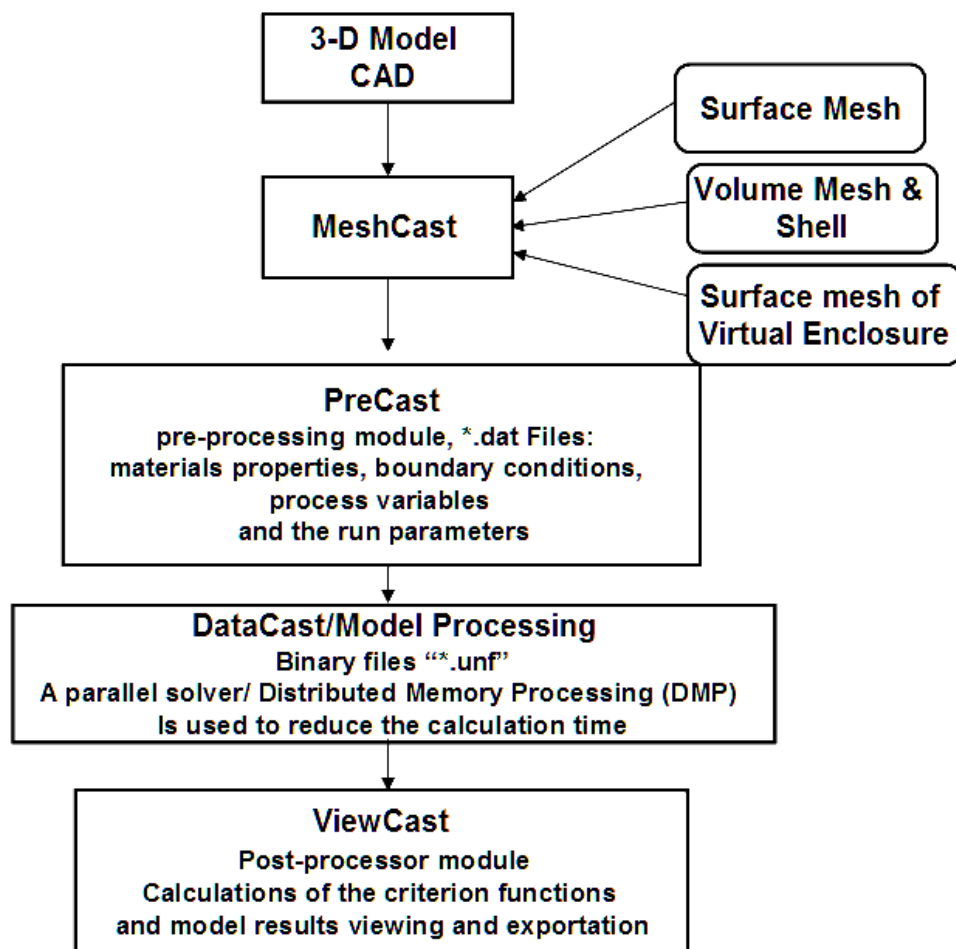 3-D Model
CAD
Surface Mesh
MeshCast
Volume Mesh &
Shell
Surface mesh of
Virtual Enclosure
PreCast
pre-processing module, *.dat Files:
materials properties, boundary conditions,
process variables
and the run parameters
DataCast/Model Processing
Binary files “*.unf”
A parallel solver/ Distributed Memory Processing (DMP)
Is used to reduce the calculation time
ViewCast
Post-processor module
Calculations of the criterion functions
and model results viewing and exportation